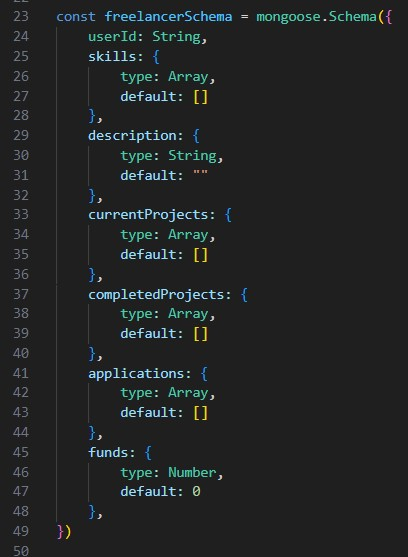 23 const freelancerSchema = mongoose.Schema({
24     userId: String,
25     skills: {
26         type: Array,
27         default: []
28     },
29     description: {
30         type: String,
31         default: ""
32     },
33     currentProjects: {
34         type: Array,
35         default: []
36     },
37     completedProjects: {
38         type: Array,
39         default: []
40     },
41     applications: {
42         type: Array,
43         default: []
44     },
45     funds: {
46         type: Number,
47         default: 0
48     },
49 })
50